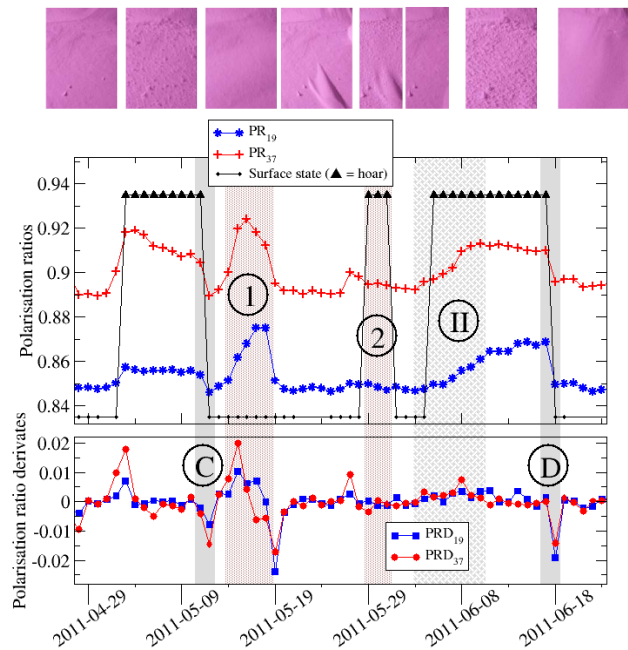 PR19
PR37
Surface state (▲ = hoar)
Polarisation ratios
0.94
0.92
0.9
0.88
0.86
0.84
1
2
II
Polarisation ratio derivates
0.02
0.01
0
-0.01
-0.02
C
D
PRD19
PRD37
2011-04-29
2011-05-09
2011-05-19
2011-05-29
2011-06-08
2011-06-18